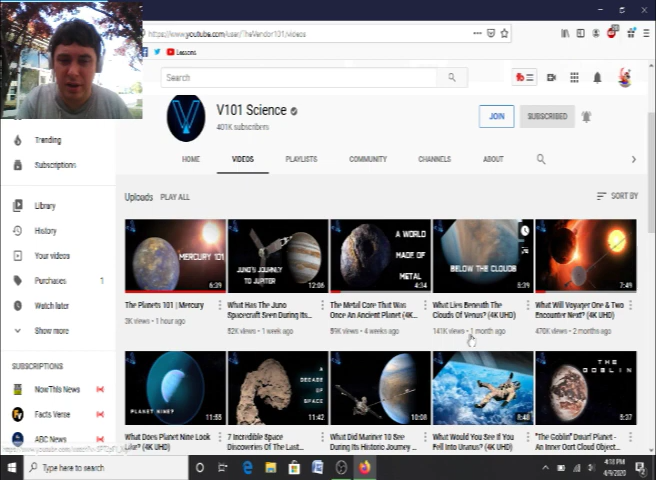 https://www.youtube.com/user/TheVendor131/videos
Lessons
Search
V101 Science
401K subscribers
JOIN
SUBSCRIBED
HOME
VIDEOS
PLAYLISTS
COMMUNITY
CHANNELS
ABOUT
Trending
Subscriptions
Library
History
Your videos
Purchases 1
Watch later
Show more
SUBSCRIPTIONS
NowThis News
Facts Verse
ABC News
Uploads PLAY ALL
SORT BY
MERCURY 101
6:39
JUNO'S JOURNEY
TO JUPITER
12:06
A WORLD
MADE OF
METAL
4:34
BELOW THE CLOUDS
7:49
The Planets 101 | Mercury
3K views • 1 hour ago
What Has The Juno
Spacecraft Seen During Its...
52K views • 1 week ago
The Metal Core That Was
Once An Ancient Planet (4K...
4 weeks ago
What Lies Beneath The
Clouds Of Venus? (4K UHD)
141K views • 1 month ago
What Will Voyager One & Two
Encounter Next? (4K UHD)
470K views • 2 months ago
PLANET NINE?
11:53
A
DECADE
OF
SPACE
11:42
10:08
8:48
THE
GOBLIN
5:37
What Does Planet Nine Look
Like? (4K UHD)
7 Incredible Space
Discoveries Of The Last...
What Did Mariner 10 See
During Its Historic Journey ...
What Would You See If You
Fell Into Uranus? (4K UHD)
"The Goblin" Dwarf Planet -
An Inner Oort Cloud Object...
Type here to search
4:33 PM
4/9/2020